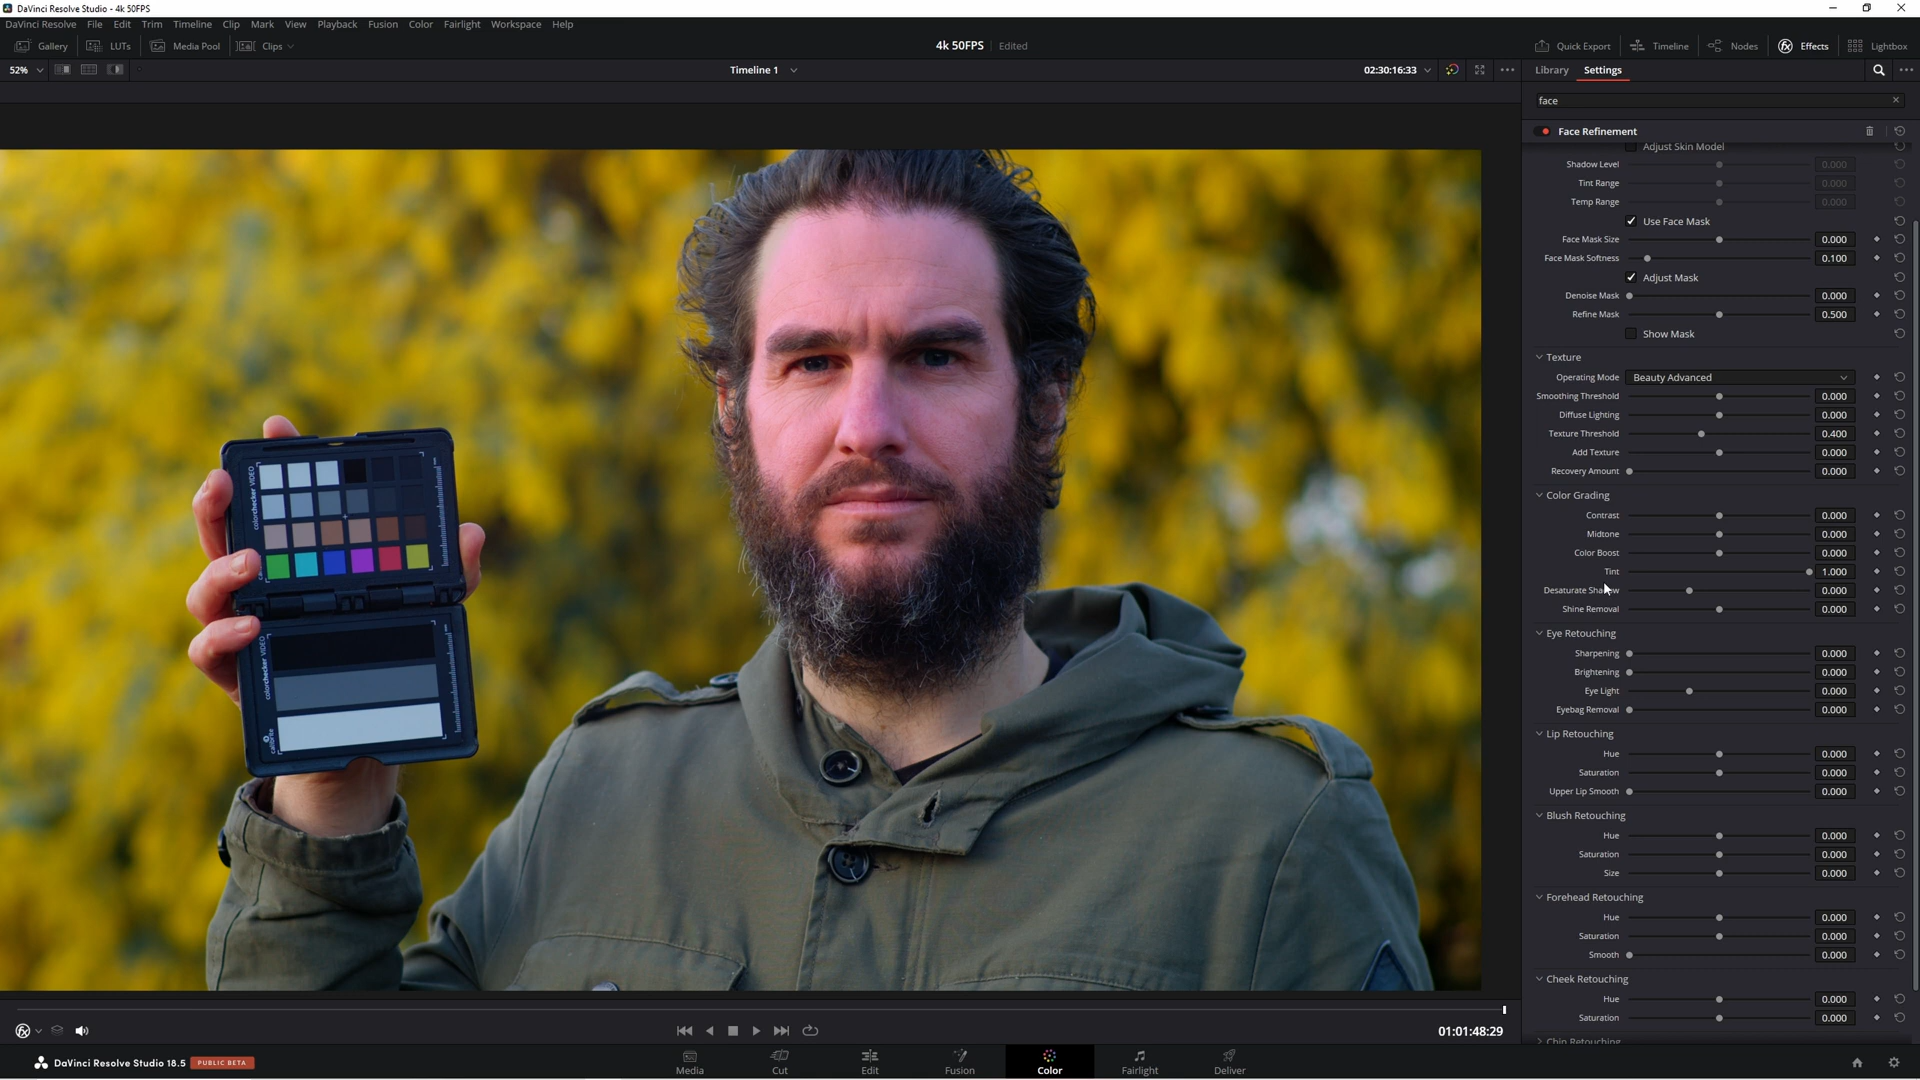 DaVinci Resolve Studio - 4k 50FPS
DaVinci Resolve File Edit Trim Timeline Clip Mark View Playback Fusion Color Fairlight Workspace Help
Gallery LUTs Media Pool Clips 4k 50FPS Edited Quick Export Timeline Nodes Effects Lightbox
52% Timeline 1 02:30:16:33 Library Settings
face
Face Refinement
Adjust Skin Model
Shadow Level 0.000
Tint Range 0.000
Temp Range 0.000
Use Face Mask
Face Mask Size 0.000
Face Mask Softness 0.100
Adjust Mask
Denoise Mask 0.000
Refine Mask 0.500
Show Mask
Texture
Operating Mode Beauty Advanced
Smoothing Threshold 0.000
Diffuse Lighting 0.000
Texture Threshold 0.400
Add Texture 0.000
Recovery Amount 0.000
Color Grading
Contrast 0.000
Midtone 0.000
Color Boost 0.000
Tint 1.000
Desaturate Shadow 0.000
Shine Removal 0.000
Eye Retouching
Sharpening 0.000
Brightening 0.000
Eye Light 0.000
Eyebag Removal 0.000
Lip Retouching
Hue 0.000
Saturation 0.000
Upper Lip Smooth 0.000
Blush Retouching
Hue 0.000
Saturation 0.000
Size 0.000
Forehead Retouching
Hue 0.000
Saturation 0.000
Smooth 0.000
Cheek Retouching
Hue 0.000
Saturation 0.000
Chin Retouching
colorchecker VIDEO
colorchecker VIDEO
calibrite
01:01:48:29
DaVinci Resolve Studio 18.5 PUBLIC BETA
Media Cut Edit Fusion Color Fairlight Deliver